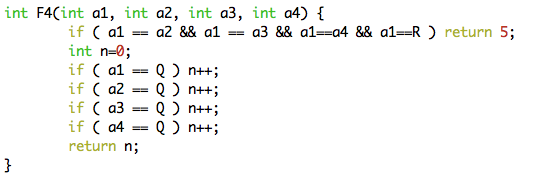 int F4(int a1, int a2, int a3, int a4) {
        if ( a1 == a2 && a1 == a3 && a1==a4 && a1==R ) return 5;
        int n=0;
        if ( a1 == Q ) n++;
        if ( a2 == Q ) n++;
        if ( a3 == Q ) n++;
        if ( a4 == Q ) n++;
        return n;
}